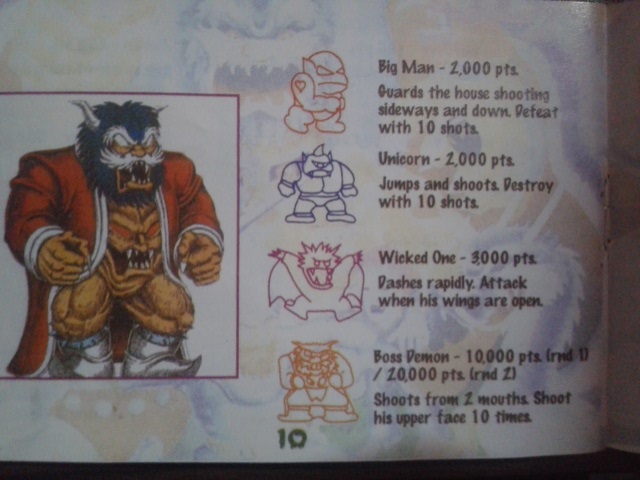 Big Man - 2,000 pts.
Guards the house shooting
sideways and down. Defeat
with 10 shots.
Unicorn - 2,000 pts.
Jumps and shoots. Destroy
with 10 shots.
Wicked One - 3000 pts.
Dashes rapidly. Attack
when his wings are open.
Boss Demon - 10,000 pts. (rnd 1)
/ 20,000 pts. (rnd 2)
Shoots from 2 mouths. Shoot
his upper face 10 times.
10